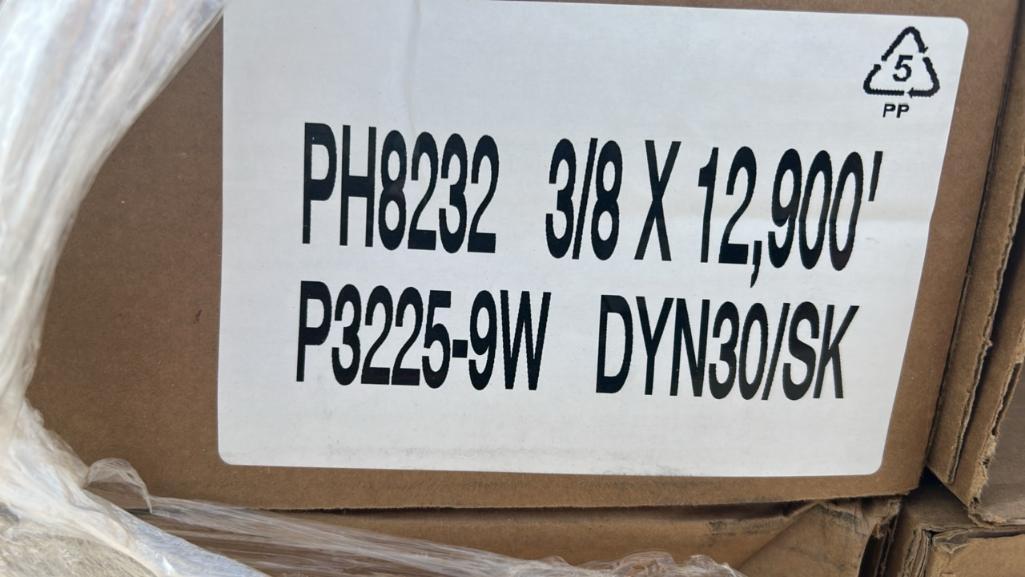 5
PP
PH8232 3/8 X 12,900'
P3225-9W DYN30/SK